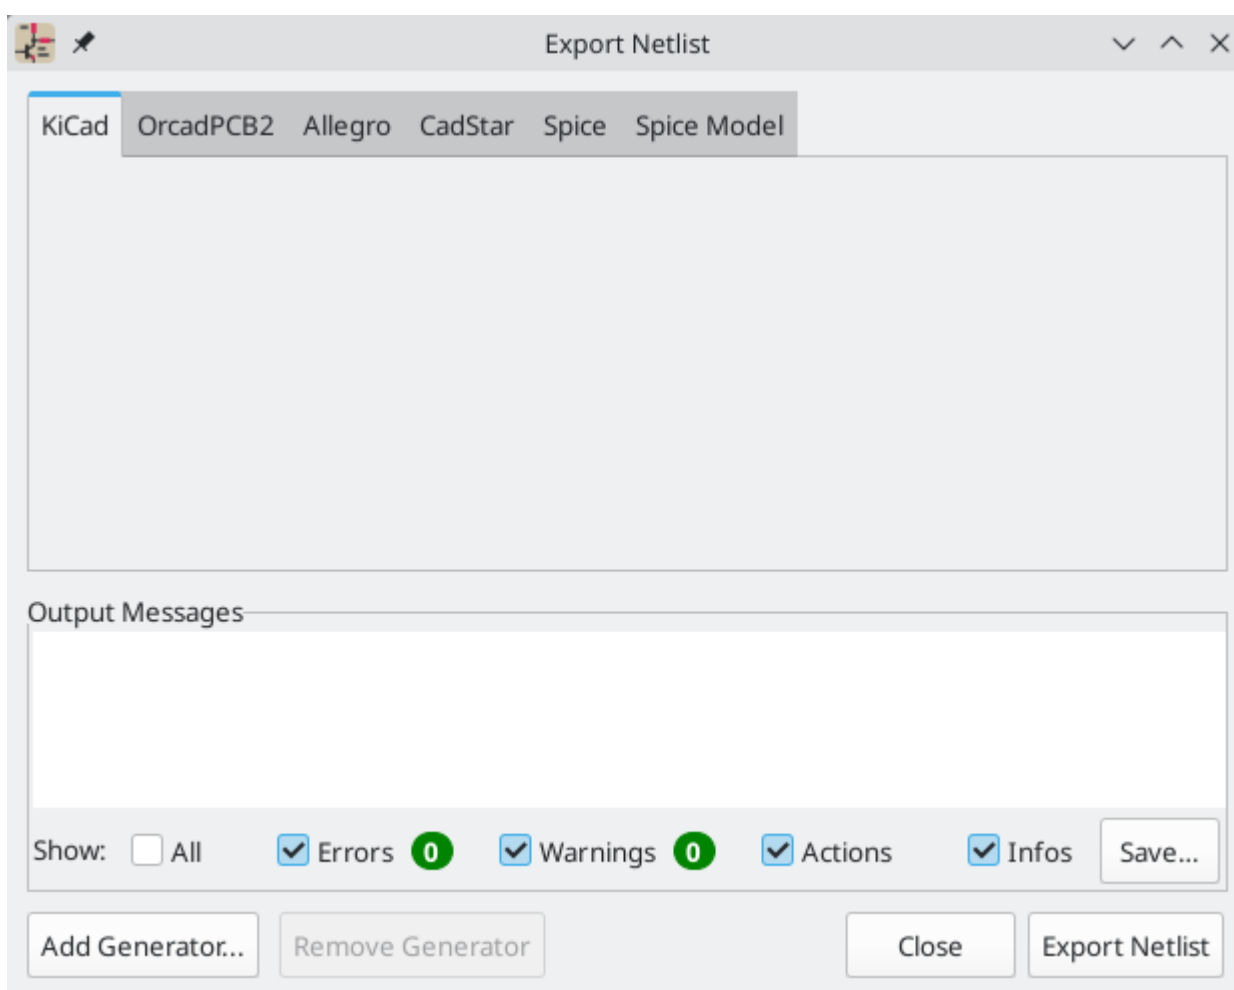 Export Netlist
KiCad OrcadPCB2 Allegro CadStar Spice Spice Model
Output Messages
Show: All Errors 0 Warnings 0 Actions Infos Save...
Add Generator... Remove Generator Close Export Netlist